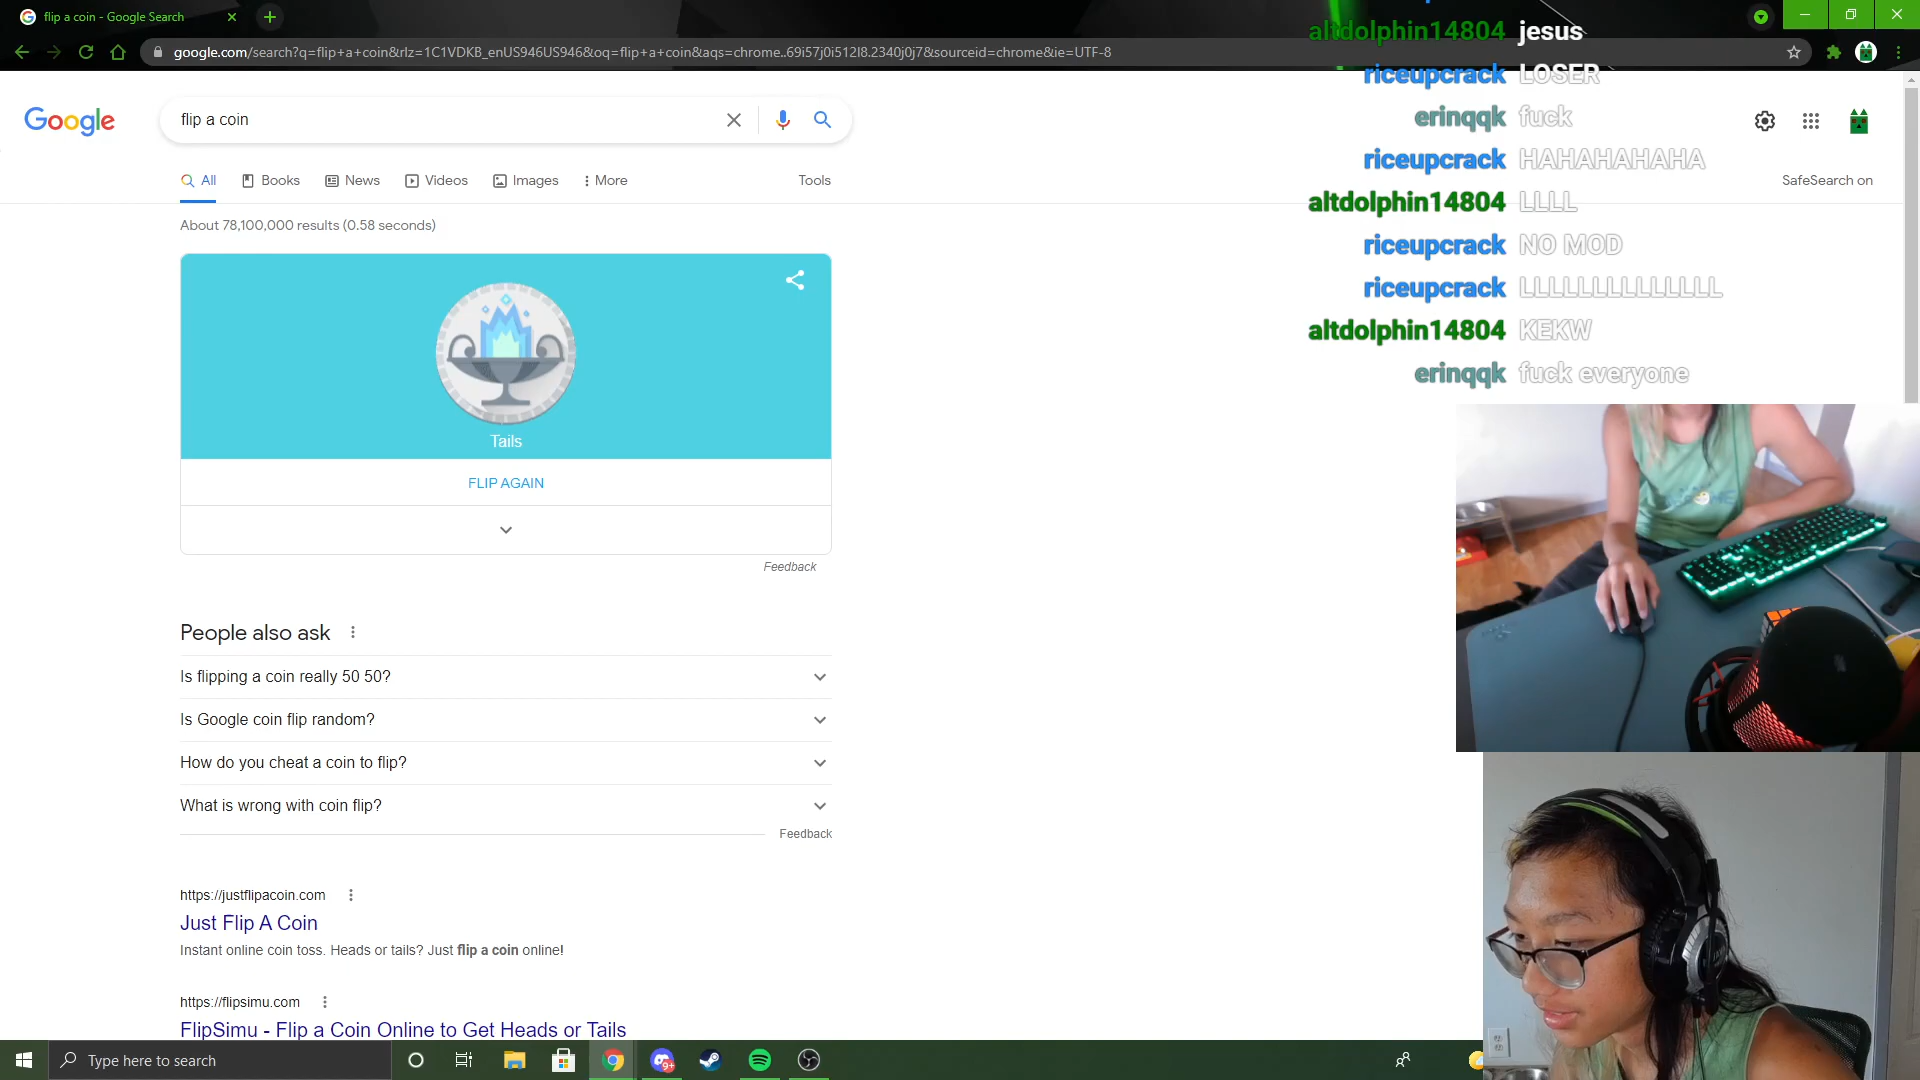 flip a coin - Google Search
google.com/search?q=flip+a+coin&rlz=1C1VDKB_enUS946US946&oq=flip+a+coin&aqs=chrome..69i57j0i512l8.2340j0j7&sourceid=chrome&ie=UTF-8
altdolphin14804 jesus
riceupcrack LOSER
erinqqk fuck
riceupcrack HAHAHAHAHA
altdolphin14804 LLLL
riceupcrack NO MOD
riceupcrack LLLLLLLLLLLLLL
altdolphin14804 KEKW
erinqqk fuck everyone
Google
flip a coin
All Books News Videos Images More Tools
SafeSearch on
About 78,100,000 results (0.58 seconds)
Tails
FLIP AGAIN
Feedback
People also ask
Is flipping a coin really 50 50?
Is Google coin flip random?
How do you cheat a coin to flip?
What is wrong with coin flip?
Feedback
https://justflipacoin.com
Just Flip A Coin
Instant online coin toss. Heads or tails? Just flip a coin online!
https://flipsimu.com
FlipSimu - Flip a Coin Online to Get Heads or Tails
Type here to search
9+